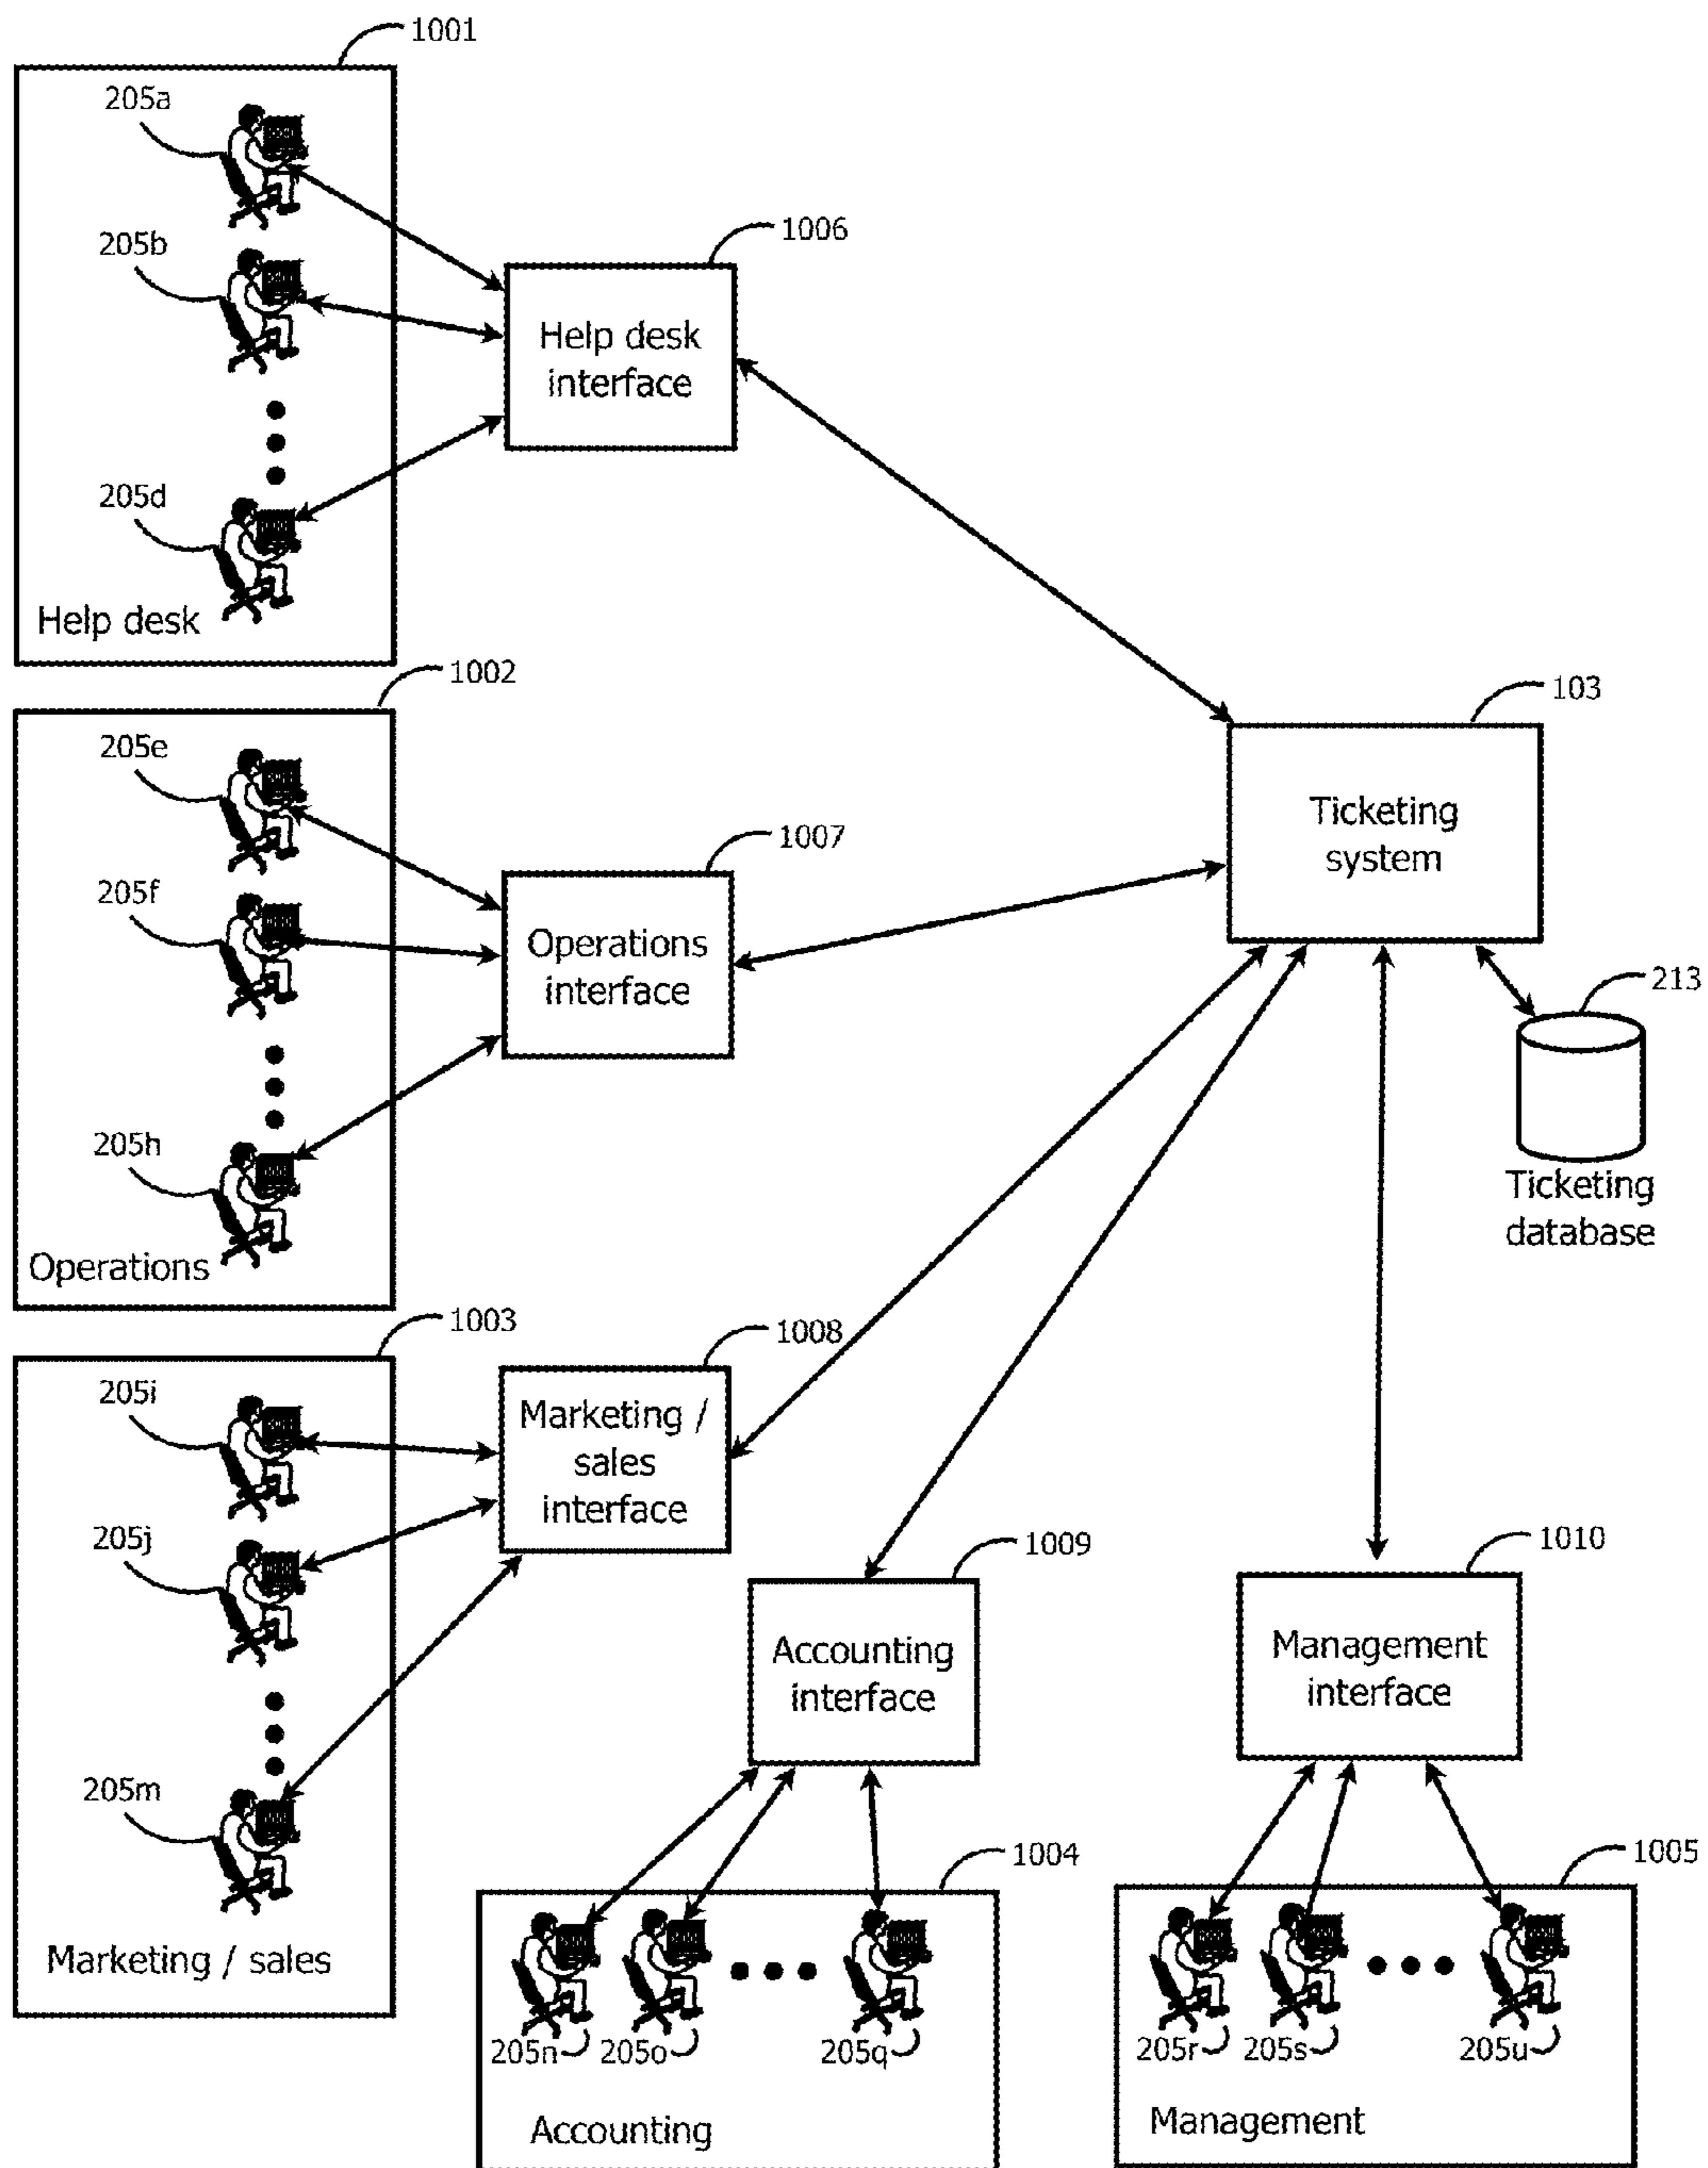 1001
205a
205b
205d
Help desk
1006
Help desk
interface
1002
205e
205f
205h
Operations
1007
Operations
interface
103
Ticketing
system
213
Ticketing
database
1003
205i
205j
205m
Marketing / sales
1008
Marketing /
sales
interface
1009
Accounting
interface
1010
Management
interface
1004
205n
205o
205q
Accounting
1005
205r
205s
205u
Management